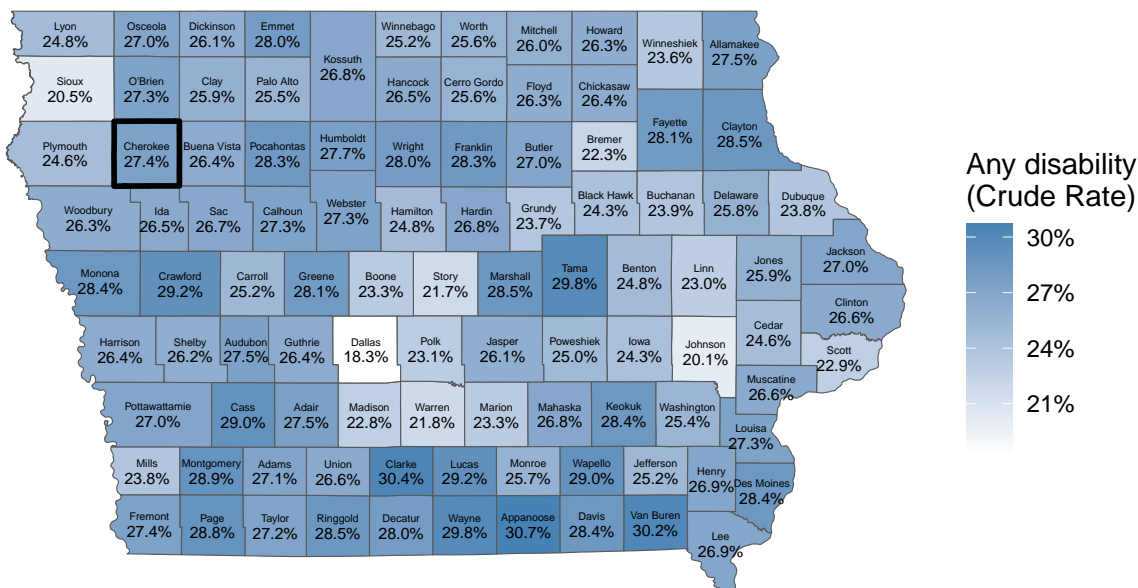 Lyon
24.8%
Osceola
27.0%
Dickinson
26.1%
Emmet
28.0%
Kossuth
26.8%
Winnebago
25.2%
Worth
25.6%
Mitchell
26.0%
Howard
26.3%
Winneshiek
23.6%
Allamakee
27.5%
Sioux
20.5%
O'Brien
27.3%
Clay
25.9%
Palo Alto
25.5%
Hancock
26.5%
Cerro Gordo
25.6%
Floyd
26.3%
Chickasaw
26.4%
Fayette
28.1%
Clayton
28.5%
Plymouth
24.6%
Cherokee
27.4%
Buena Vista
26.4%
Pocahontas
28.3%
Humboldt
27.7%
Wright
28.0%
Franklin
28.3%
Butler
27.0%
Bremer
22.3%
Woodbury
26.3%
Ida
26.5%
Sac
26.7%
Calhoun
27.3%
Webster
27.3%
Hamilton
24.8%
Hardin
26.8%
Grundy
23.7%
Black Hawk
24.3%
Buchanan
23.9%
Delaware
25.8%
Dubuque
23.8%
Monona
28.4%
Crawford
29.2%
Carroll
25.2%
Greene
28.1%
Boone
23.3%
Story
21.7%
Marshall
28.5%
Tama
29.8%
Benton
24.8%
Linn
23.0%
Jones
25.9%
Jackson
27.0%
Clinton
26.6%
Harrison
26.4%
Shelby
26.2%
Audubon
27.5%
Guthrie
26.4%
Dallas
18.3%
Polk
23.1%
Jasper
26.1%
Poweshiek
25.0%
Iowa
24.3%
Johnson
20.1%
Cedar
24.6%
Scott
22.9%
Muscatine
26.6%
Pottawattamie
27.0%
Cass
29.0%
Adair
27.5%
Madison
22.8%
Warren
21.8%
Marion
23.3%
Mahaska
26.8%
Keokuk
28.4%
Washington
25.4%
Louisa
27.3%
Mills
23.8%
Montgomery
28.9%
Adams
27.1%
Union
26.6%
Clarke
30.4%
Lucas
29.2%
Monroe
25.7%
Wapello
29.0%
Jefferson
25.2%
Henry
26.9%
Des Moines
28.4%
Fremont
27.4%
Page
28.8%
Taylor
27.2%
Ringgold
28.5%
Decatur
28.0%
Wayne
29.8%
Appanoose
30.7%
Davis
28.4%
Van Buren
30.2%
Lee
26.9%
Any disability
(Crude Rate)
30%
27%
24%
21%